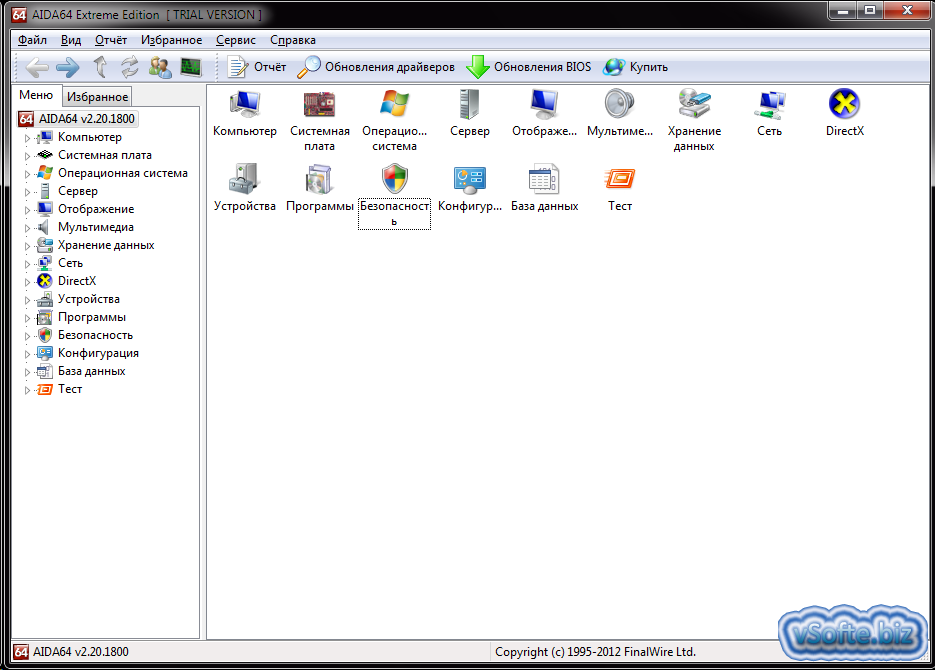 64 AIDA64 Extreme Edition [ TRIAL VERSION ]
Файл Вид Отчёт Избранное Сервис Справка
Отчёт Обновления драйверов Обновления BIOS Купить
Меню Избранное
64 AIDA64 v2.20.1800
Компьютер
Системная плата
Операционная система
Сервер
Отображение
Мультимедиа
Хранение данных
Сеть
DirectX
Устройства
Программы
Безопасность
Конфигурация
База данных
Тест
Компьютер Системная Операцио... Сервер Отображе... Мультиме... Хранение Сеть DirectX
плата система данных
Устройства Программы Безопасност Конфигур... База данных Тест
ь
64 AIDA64 v2.20.1800 Copyright (c) 1995-2012 FinalWire Ltd.
vSofte.biz